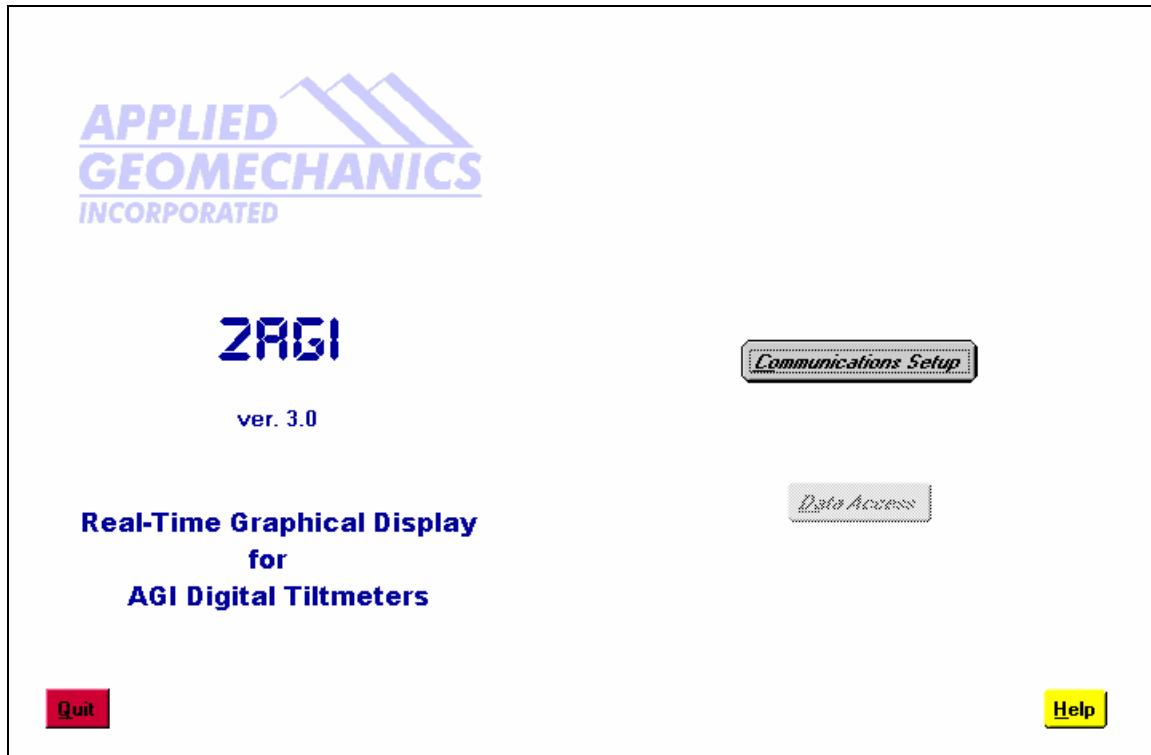 APPLIED
GEOMECHANICS
INCORPORATED
ZAGI
ver. 3.0
Real-Time Graphical Display
for
AGI Digital Tiltmeters
Communications Setup
Data Access
Quit
Help